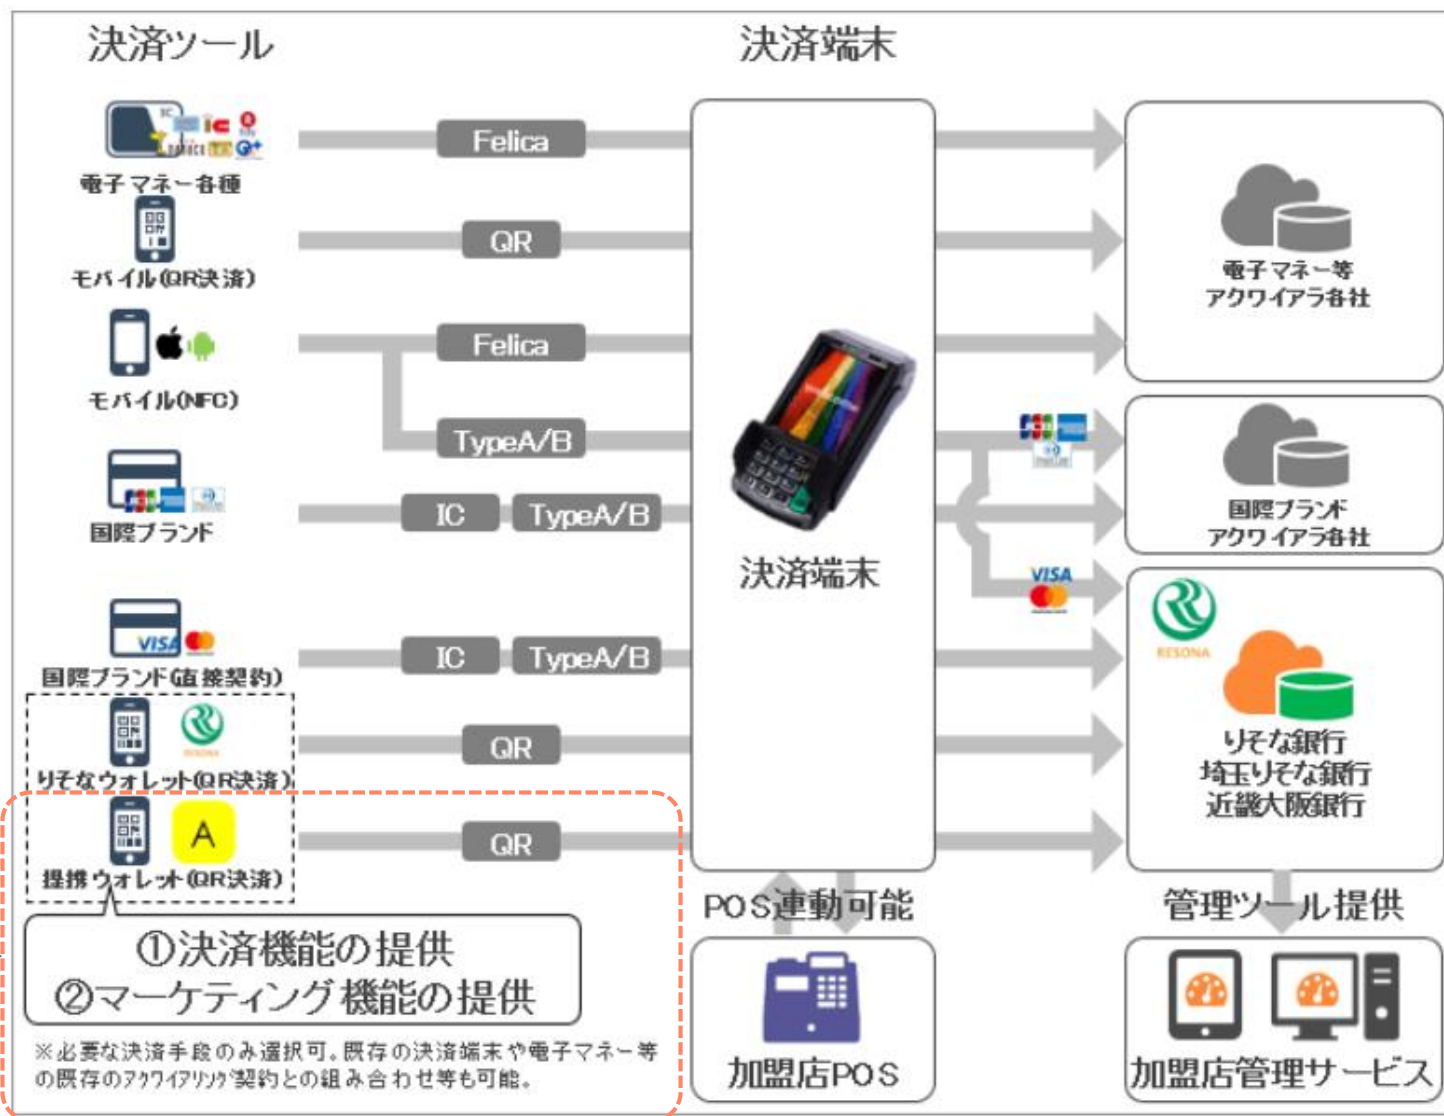 決済ツール
決済端末
電子マネー各種
Felica
モバイル(QR決済)
QR
モバイル(NFC)
Felica
TypeA/B
国際ブランド
IC
TypeA/B
国際ブランド(直接契約)
VISA
IC
TypeA/B
RESONA
りそなウォレット(QR決済)
QR
A
提携ウォレット(QR決済)
QR
①決済機能の提供
②マーケティング機能の提供
※必要な決済手段のみ選択可。既存の決済端末や電子マネー等
の既存のｱｸﾜｲｱﾘﾝｸﾞ契約との組み合わせ等も可能。
決済端末
POS連動可能
加盟店POS
電子マネー等
アクワイアラ各社
JCB
国際ブランド
アクワイアラ各社
VISA
RESONA
りそな銀行
埼玉りそな銀行
近畿大阪銀行
管理ツール提供
加盟店管理サービス